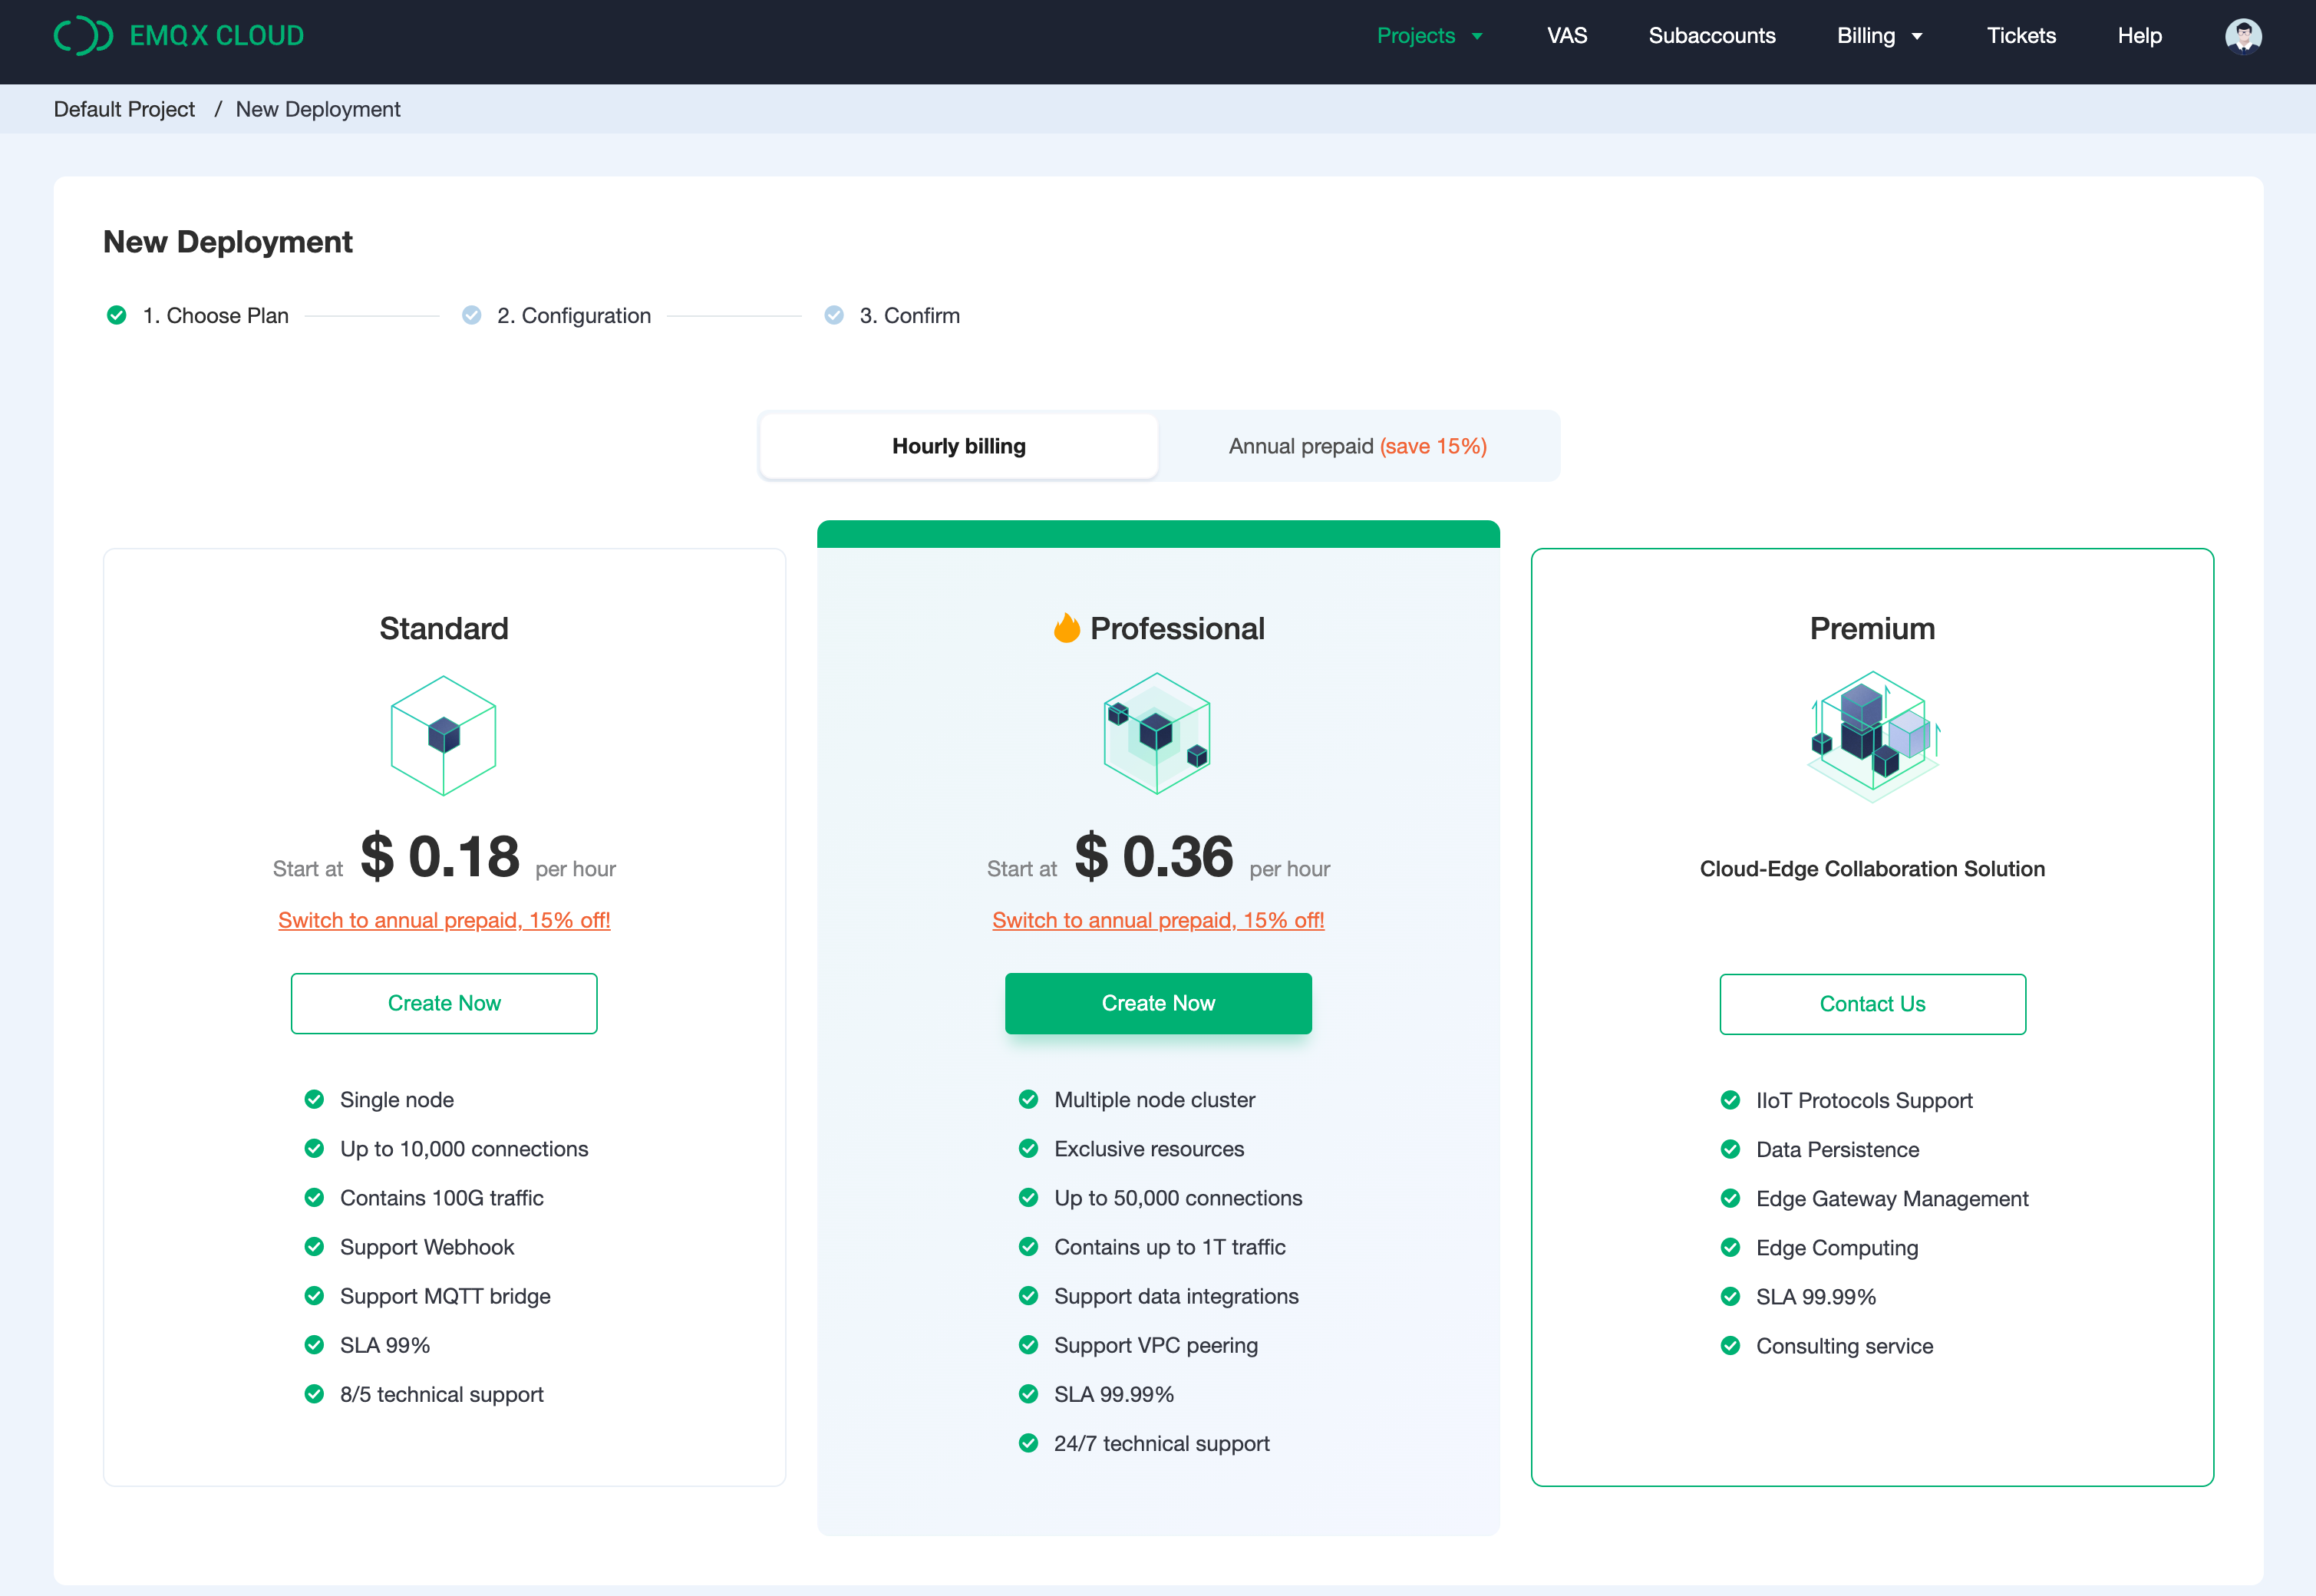 EMQX CLOUD
Projects
VAS
Subaccounts
Billing
Tickets
Help
Default Project / New Deployment
New Deployment
1. Choose Plan
2. Configuration
3. Confirm
Hourly billing
Annual prepaid (save 15%)
Standard
Start at $ 0.18 per hour
Switch to annual prepaid, 15% off!
Create Now
Single node
Up to 10,000 connections
Contains 100G traffic
Support Webhook
Support MQTT bridge
SLA 99%
8/5 technical support
Professional
Start at $ 0.36 per hour
Switch to annual prepaid, 15% off!
Create Now
Multiple node cluster
Exclusive resources
Up to 50,000 connections
Contains up to 1T traffic
Support data integrations
Support VPC peering
SLA 99.99%
24/7 technical support
Premium
Cloud-Edge Collaboration Solution
Contact Us
IIoT Protocols Support
Data Persistence
Edge Gateway Management
Edge Computing
SLA 99.99%
Consulting service